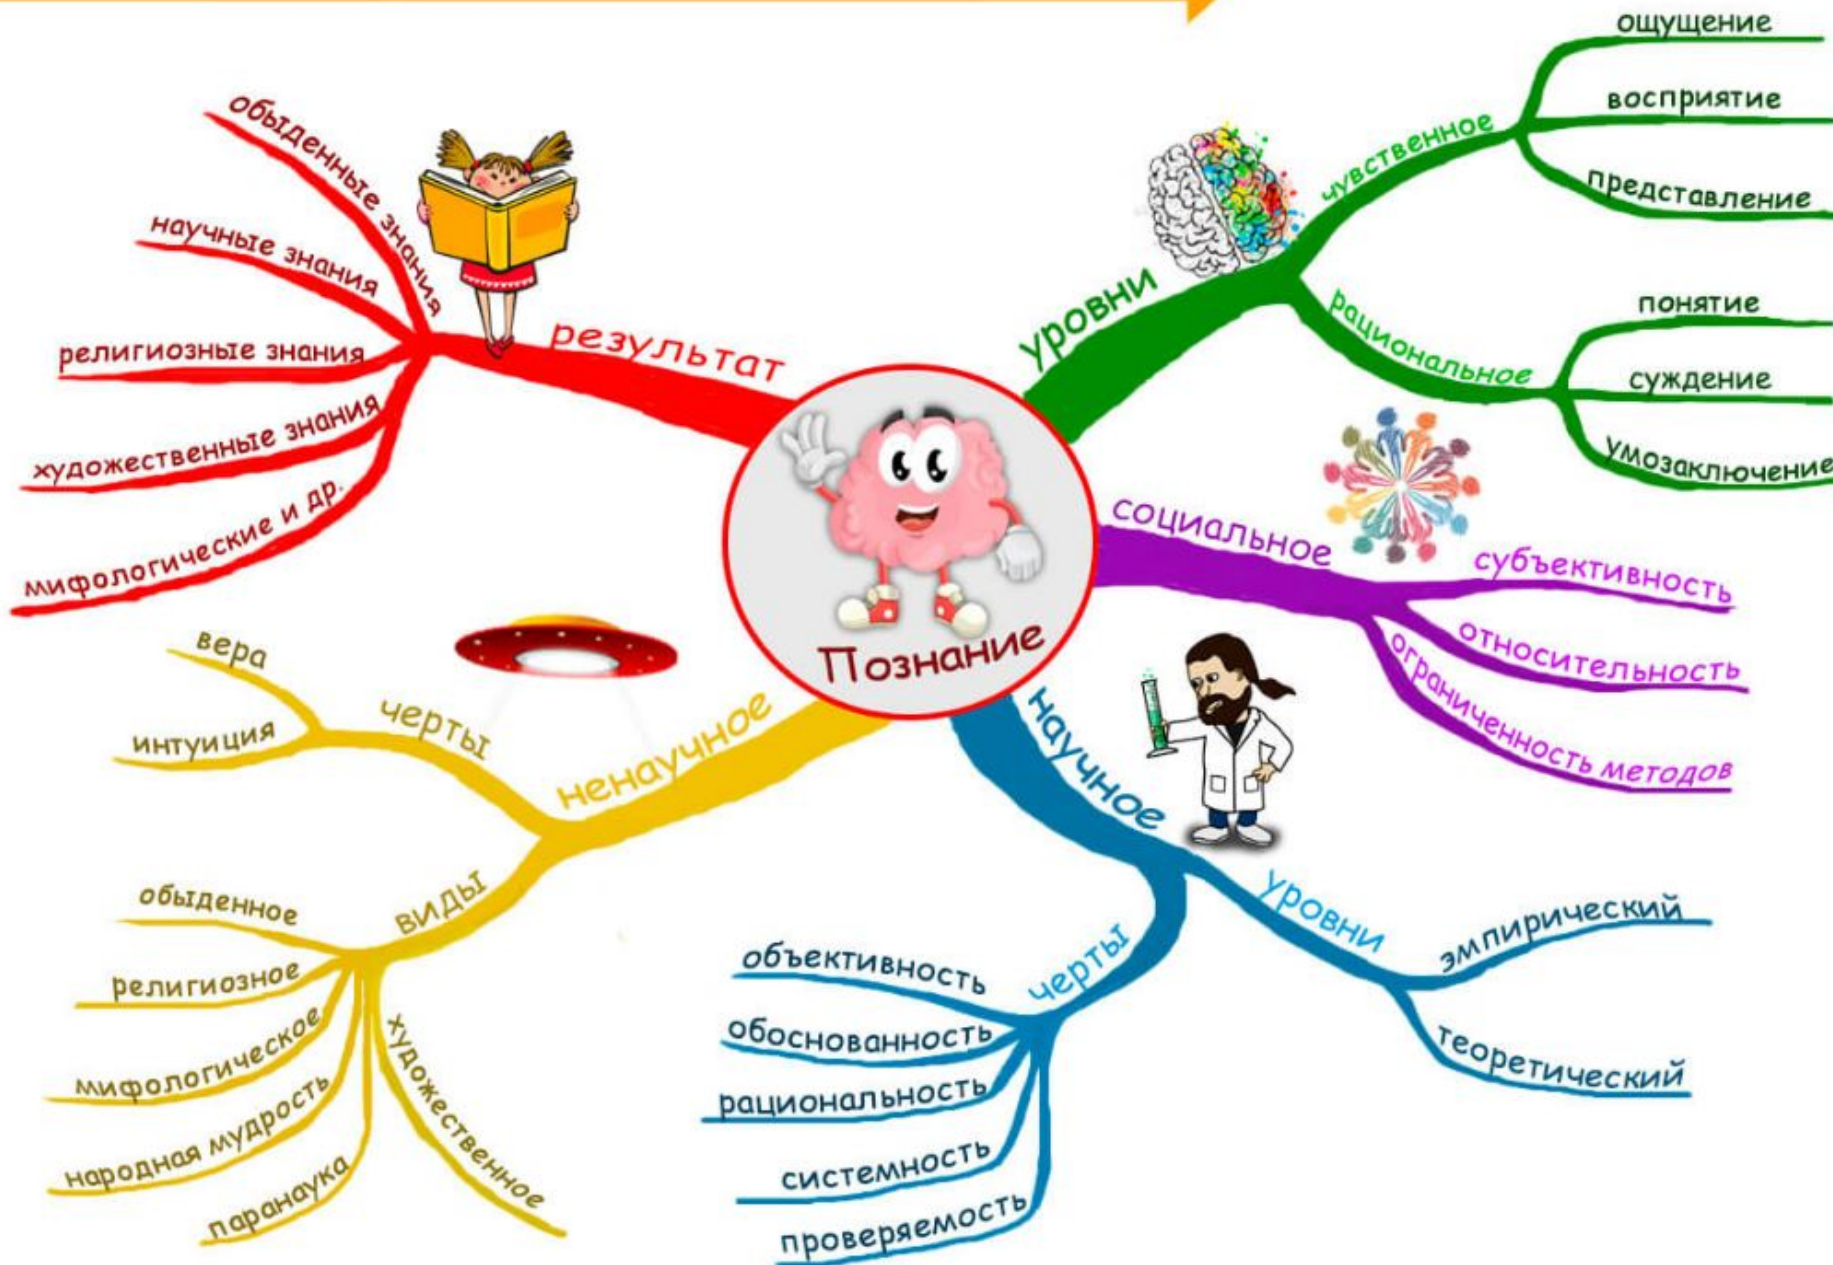 Познание
результат
обыденные знания
научные знания
религиозные знания
художественные знания
мифологические и др.
уровни
чувственное
ощущение
восприятие
представление
рациональное
понятие
суждение
умозаключение
социальное
субъективность
относительность
ограниченность методов
научное
уровни
эмпирический
теоретический
черты
объективность
обоснованность
рациональность
системность
проверяемость
ненаучное
черты
вера
интуиция
виды
обыденное
религиозное
мифологическое
народная мудрость
паранаука
художественное